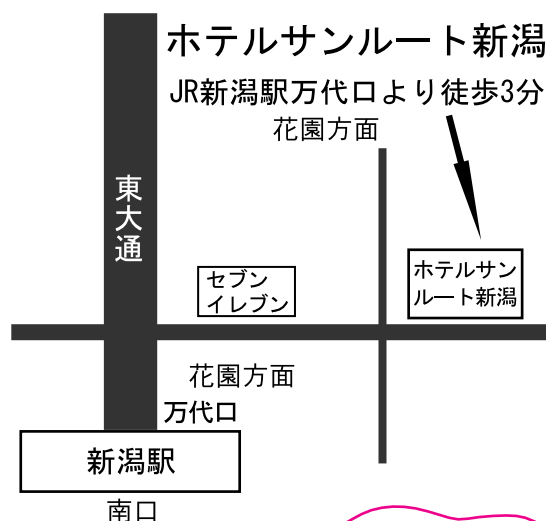 ホテルサンルート新潟
JR新潟駅万代口より徒歩3分
花園方面
東大通
セブン
イレブン
ホテルサン
ルート新潟
花園方面
万代口
新潟駅
南口